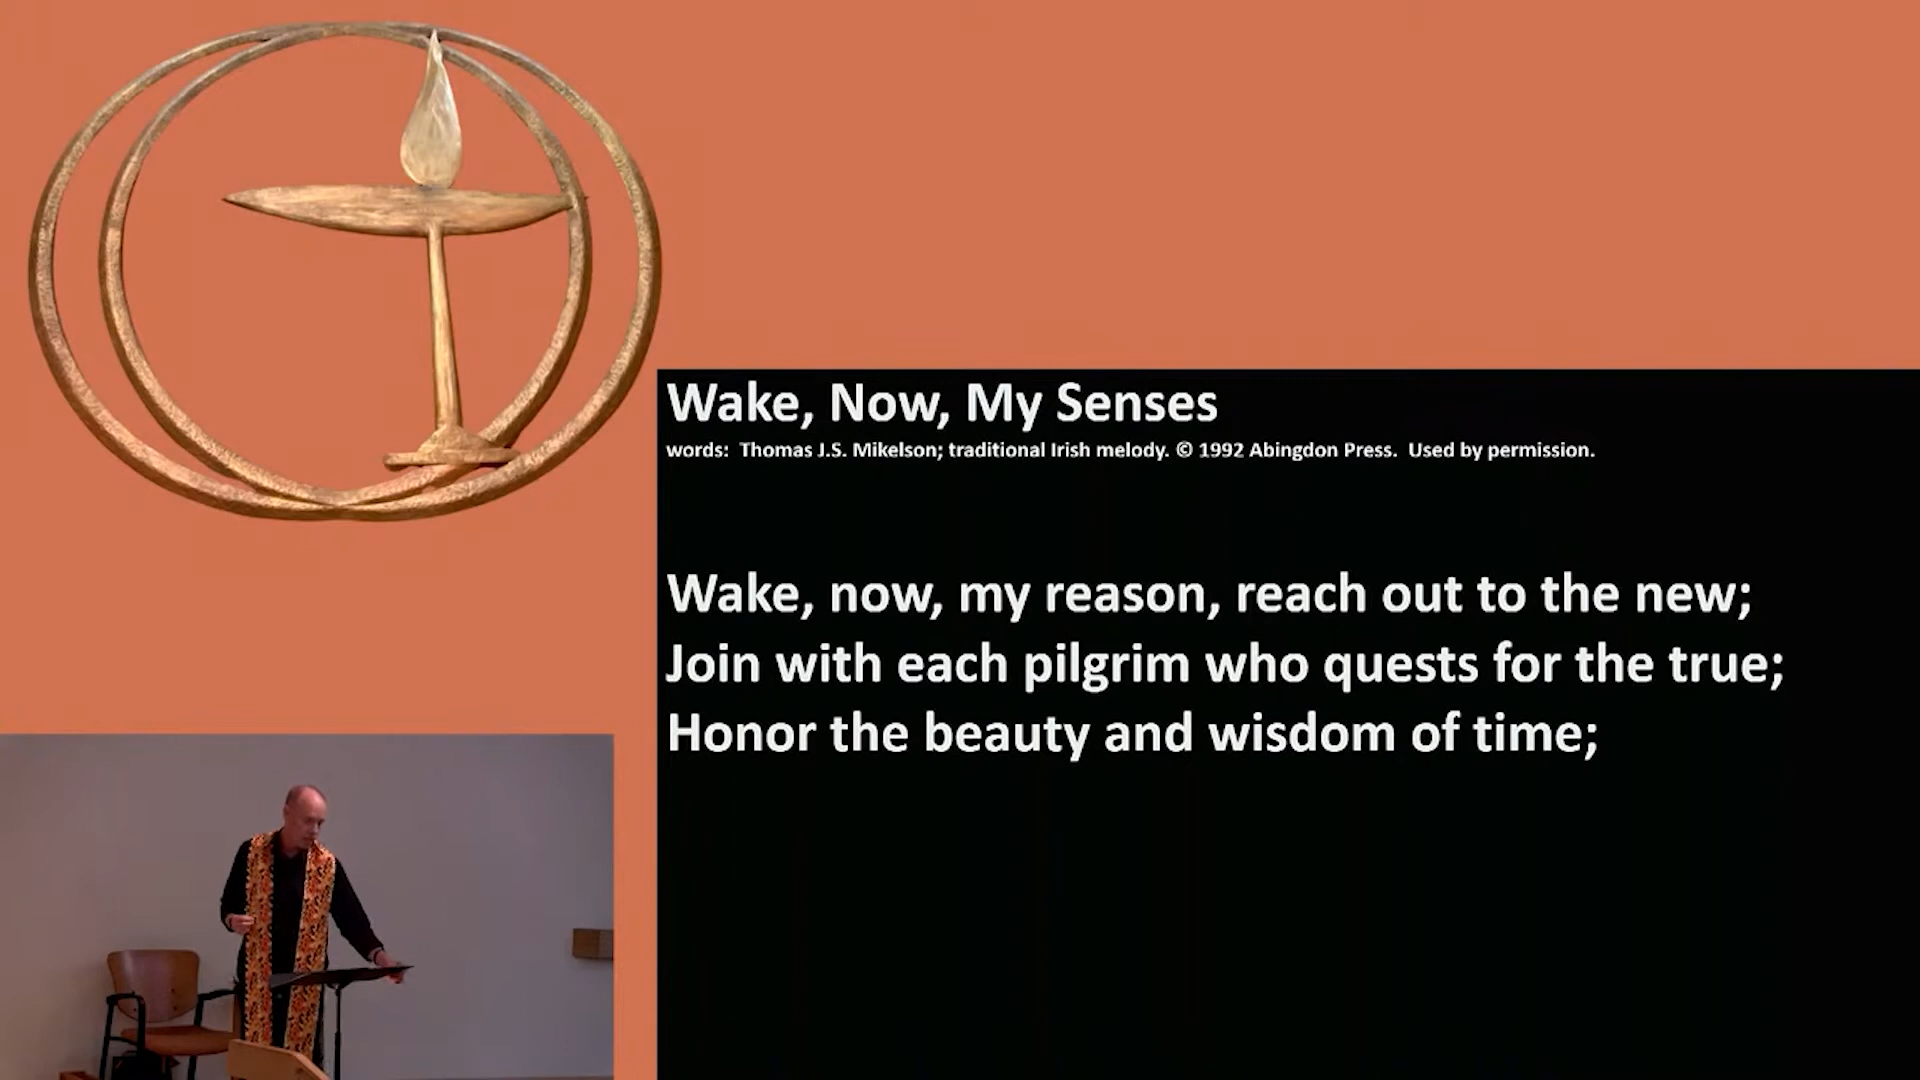 Wake, Now, My Senses
words: Thomas J.S. Mikelson; traditional Irish melody. © 1992 Abingdon Press. Used by permission.
Wake, now, my reason, reach out to the new;
Join with each pilgrim who quests for the true;
Honor the beauty and wisdom of time;